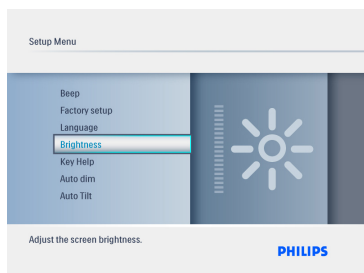 Setup Menu
Beep
Factory setup
Language
Brightness
Key Help
Auto dim
Auto Tilt
Adjust the screen brightness.
PHILIPS